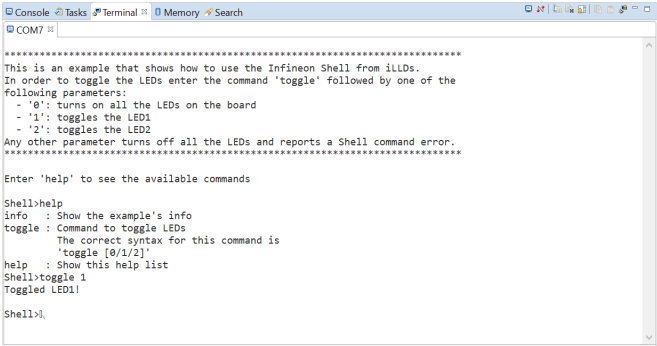 Console Tasks Terminal Memory Search
COM7
*****************************************************************************
This is an example that shows how to use the Infineon Shell from iLLDs.
In order to toggle the LEDs enter the command 'toggle' followed by one of the
following parameters:
- '0': turns on all the LEDs on the board
- '1': toggles the LED1
- '2': toggles the LED2
Any other parameter turns off all the LEDs and reports a Shell command error.
*****************************************************************************
Enter 'help' to see the available commands
Shell>help
info : Show the example's info
toggle : Command to toggle LEDs
The correct syntax for this command is
'toggle [0/1/2]'
help : Show this help list
Shell>toggle 1
Toggled LED1!
Shell>